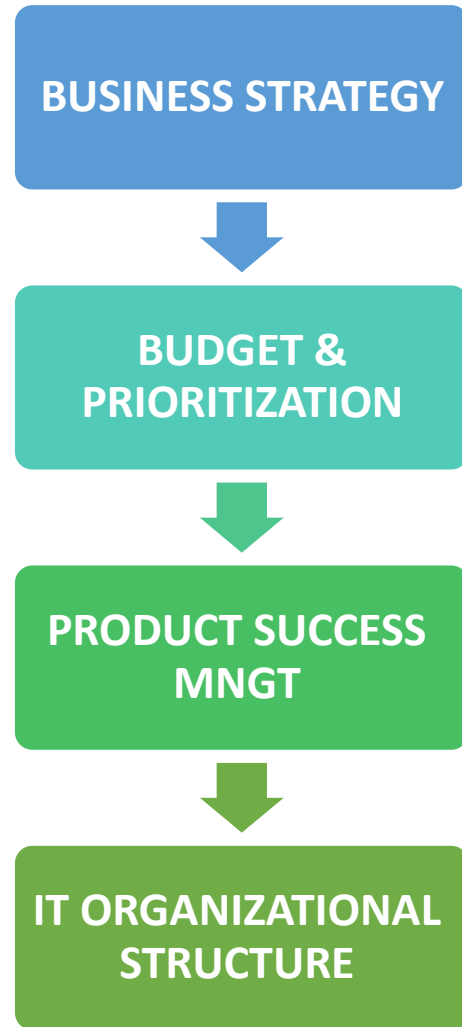 BUSINESS STRATEGY
BUDGET &
PRIORITIZATION
PRODUCT SUCCESS
MNGT
IT ORGANIZATIONAL
STRUCTURE